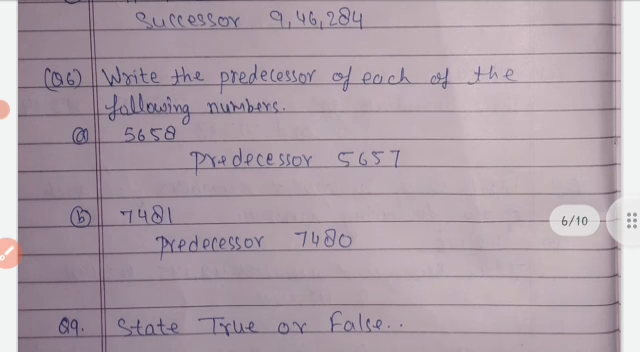 Successor 9,46,284
(Q6) Write the predecessor of each of the
following numbers.
(a) 5658
Predecessor 5657
(b) 7481
6/10
Predecessor 7480
Q9. State True or False..